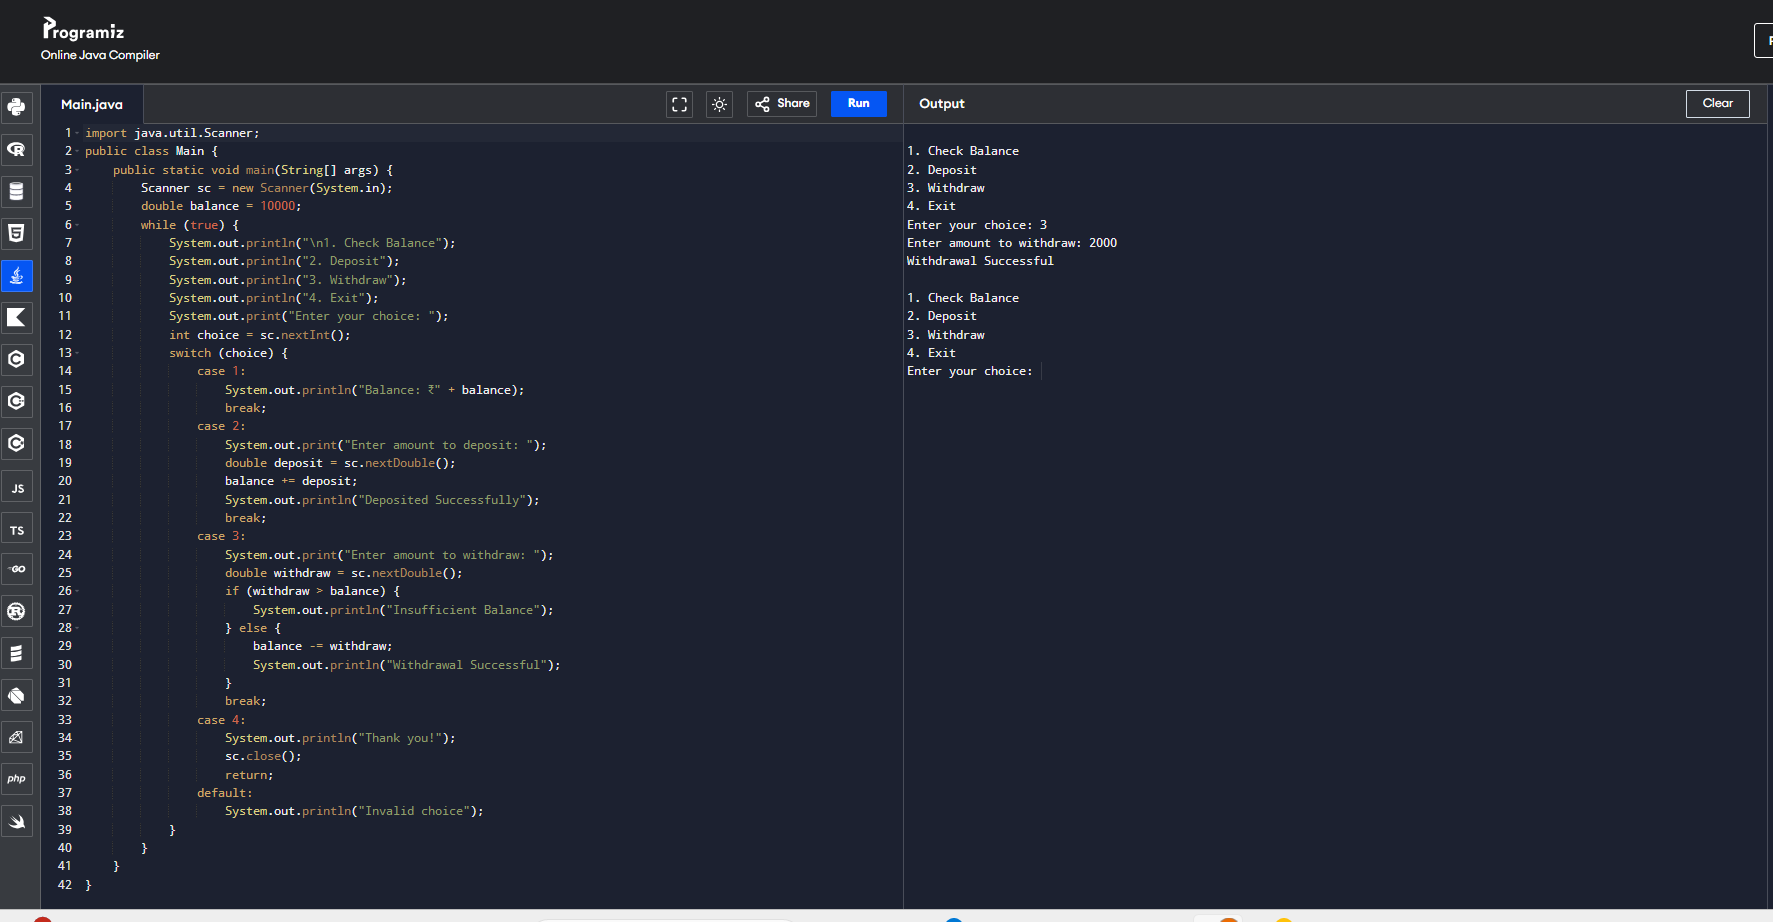 Programiz
Online Java Compiler
Main.java
Share
Run
Output
Clear
1 import java.util.Scanner;
2 public class Main {
3     public static void main(String[] args) {
4         Scanner sc = new Scanner(System.in);
5         double balance = 10000;
6         while (true) {
7             System.out.println("\n1. Check Balance");
8             System.out.println("2. Deposit");
9             System.out.println("3. Withdraw");
10             System.out.println("4. Exit");
11             System.out.print("Enter your choice: ");
12             int choice = sc.nextInt();
13             switch (choice) {
14                 case 1:
15                     System.out.println("Balance: ₹" + balance);
16                     break;
17                 case 2:
18                     System.out.print("Enter amount to deposit: ");
19                     double deposit = sc.nextDouble();
20                     balance += deposit;
21                     System.out.println("Deposited Successfully");
22                     break;
23                 case 3:
24                     System.out.print("Enter amount to withdraw: ");
25                     double withdraw = sc.nextDouble();
26                     if (withdraw > balance) {
27                         System.out.println("Insufficient Balance");
28                     } else {
29                         balance -= withdraw;
30                         System.out.println("Withdrawal Successful");
31                     }
32                     break;
33                 case 4:
34                     System.out.println("Thank you!");
35                     sc.close();
36                     return;
37                 default:
38                     System.out.println("Invalid choice");
39             }
40         }
41     }
42 }
1. Check Balance
2. Deposit
3. Withdraw
4. Exit
Enter your choice: 3
Enter amount to withdraw: 2000
Withdrawal Successful
1. Check Balance
2. Deposit
3. Withdraw
4. Exit
Enter your choice:
JS
TS
GO
php